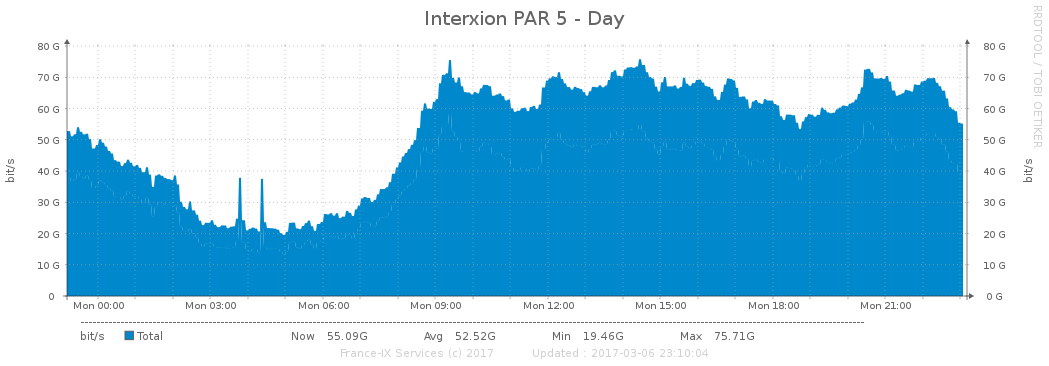 Interxion PAR 5 - Day
RRDTOOL / TOBI OETIKER
bit/s
80 G
70 G
60 G
50 G
40 G
30 G
20 G
10 G
0
80 G
70 G
60 G
50 G
40 G
30 G
20 G
10 G
0 G
bit/s
Mon 00:00 Mon 03:00 Mon 06:00 Mon 09:00 Mon 12:00 Mon 15:00 Mon 18:00 Mon 21:00
bit/s Total Now 55.09G Avg 52.52G Min 19.46G Max 75.71G
France-IX Services (c) 2017 Updated : 2017-03-06 23:10:04